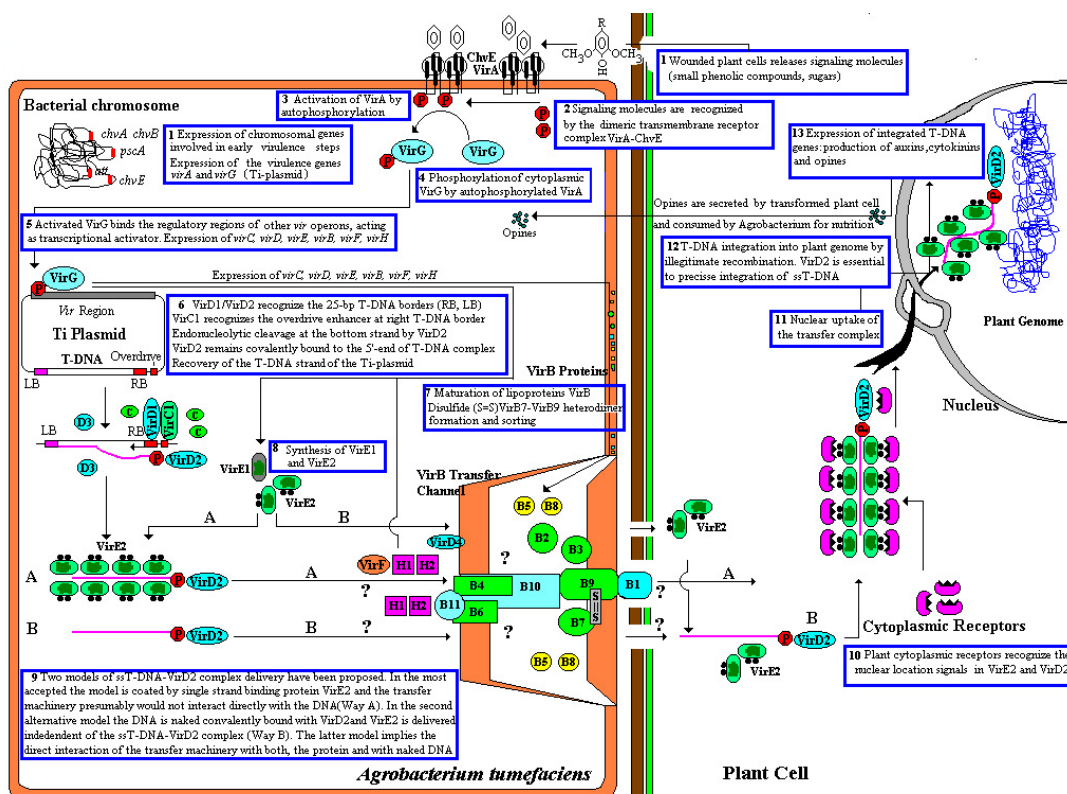 R
CH₃O
OCH₃
HO
ChvE
VirA
1 Wounded plant cells releases signaling molecules
(small phenolic compounds, sugars)
Bacterial chromosome
chvA chvB
pscA
att
chvE
1 Expression of chromosomal genes
involved in early virulence steps
Expression of the virulence genes
virA and virG (Ti-plasmid)
3 Activation of VirA by
autophosphorylation
P P
2 Signaling molecules are recognized
by the dimeric transmembrane receptor
complex VirA-ChvE
P
P
VirG
P
VirG
4 Phosphorylation of cytoplasmic
VirG by autophosphorylated VirA
13 Expression of integrated T-DNA
genes: production of auxins,cytokinins
and opines
VirD2
P
5 Activated VirG binds the regulatory regions of other vir operons, acting
as transcriptional activator. Expression of virC, virD, virE, virB, virF, virH
Opines
Opines are secreted by transformed plant cell
and consumed by Agrobacterium for nutrition
12 T-DNA integration into plant genome by
illegitimate recombination. VirD2 is essential
to precise integration of ssT-DNA
Plant Genome
11 Nuclear uptake of
the transfer complex
Nucleus
VirG
P
Expression of virC, virD, virE, virB, virF, virH
Vir Region
Ti Plasmid
T-DNA
Overdrive
LB
RB
6 VirD1/VirD2 recognize the 25-bp T-DNA borders (RB, LB)
VirC1 recognizes the overdrive enhancer at right T-DNA border
Endonucleolytic cleavage at the bottom strand by VirD2
VirD2 remains covalently bound to the 5'-end of T-DNA complex
Recovery of the T-DNA strand of the Ti-plasmid
VirB Proteins
7 Maturation of lipoproteins VirB
Disulfide (S=S)VirB7-VirB9 heterodimer
formation and sorting
D3
C
VirD1
VirC1
C
C
LB
RB
D3
P
VirD2
VirE1
8 Synthesis of VirE1
and VirE2
VirE2
VirB Transfer
Channel
A
B
VirD4
VirE2
A
P
VirD2
A
VirF
H1
H2
?
H1
H2
?
B
P
VirD2
B
B5
B8
B2
B3
?
B4
B10
B9
B1
B11
B6
S
S
B7
?
B5
B8
?
?
VirE2
A
P
VirD2
B
VirE2
VirD2
P
Cytoplasmic Receptors
10 Plant cytoplasmic receptors recognize the
nuclear location signals in VirE2 and VirD2
9 Two models of ssT-DNA-VirD2 complex delivery have been proposed. In the most
accepted the model is coated by single strand binding protein VirE2 and the transfer
machinery presumably would not interact directly with the DNA(Way A). In the second
alternative model the DNA is naked convalently bound with VirD2and VirE2 is delivered
indedendent of the ssT-DNA-VirD2 complex (Way B). The latter model implies the
direct interaction of the transfer machinery with both, the protein and with naked DNA
Agrobacterium tumefaciens
Plant Cell